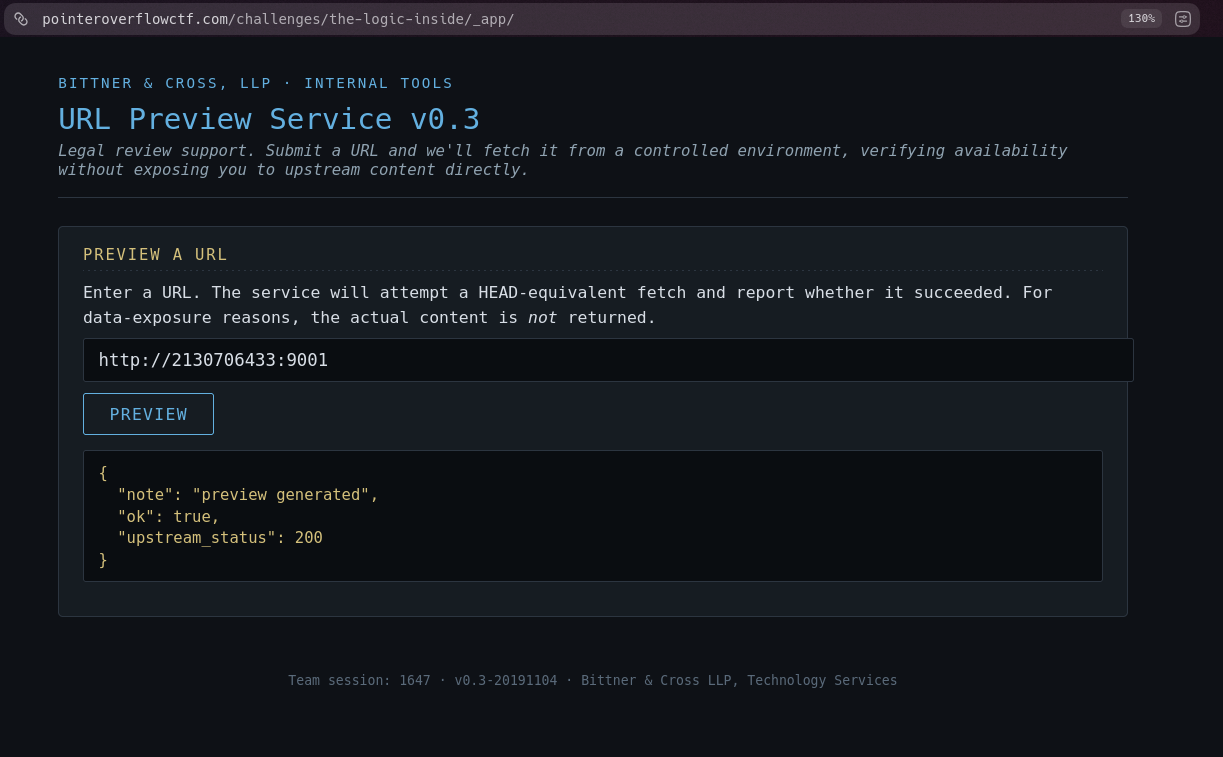 pointeroverflowctf.com/challenges/the-logic-inside/_app/
130%
BITTNER & CROSS, LLP · INTERNAL TOOLS
URL Preview Service v0.3
Legal review support. Submit a URL and we'll fetch it from a controlled environment, verifying availability
without exposing you to upstream content directly.
PREVIEW A URL
Enter a URL. The service will attempt a HEAD-equivalent fetch and report whether it succeeded. For
data-exposure reasons, the actual content is not returned.
http://2130706433:9001
PREVIEW
{
  "note": "preview generated",
  "ok": true,
  "upstream_status": 200
}
Team session: 1647 · v0.3-20191104 · Bittner & Cross LLP, Technology Services